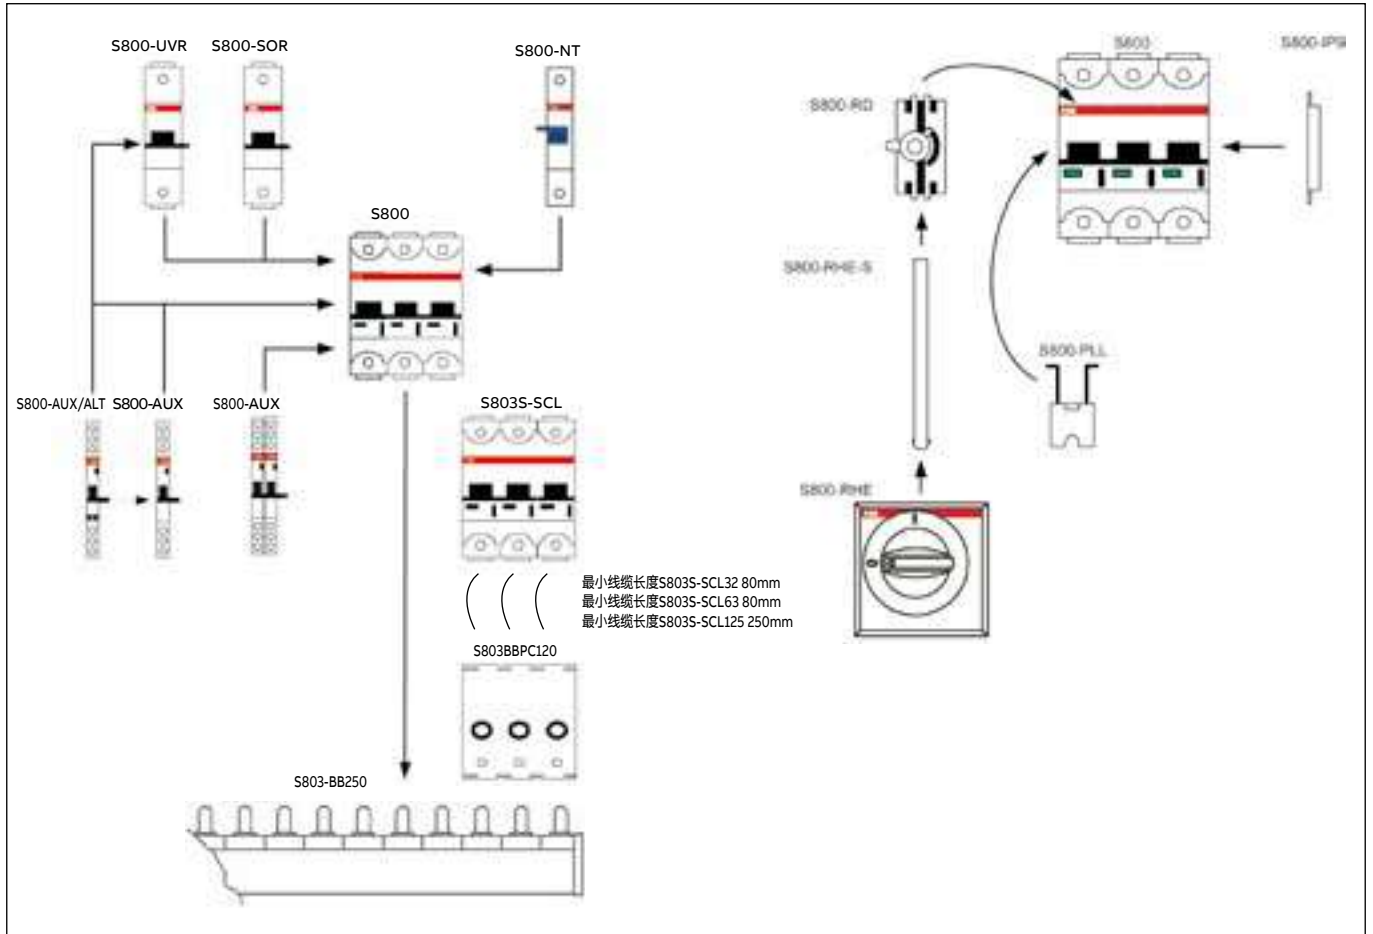 S800-UVR
S800-SOR
S800-NT
S800
S800-AUX/ALT
S800-AUX
S800-AUX
S803S-SCL
最小线缆长度S803S-SCL32 80mm
最小线缆长度S803S-SCL63 80mm
最小线缆长度S803S-SCL125 250mm
S803BBPC120
S803-BB250
S800
S800-IPS
S800-RD
S800-RHE-S
S800-PLL
S800-RHE